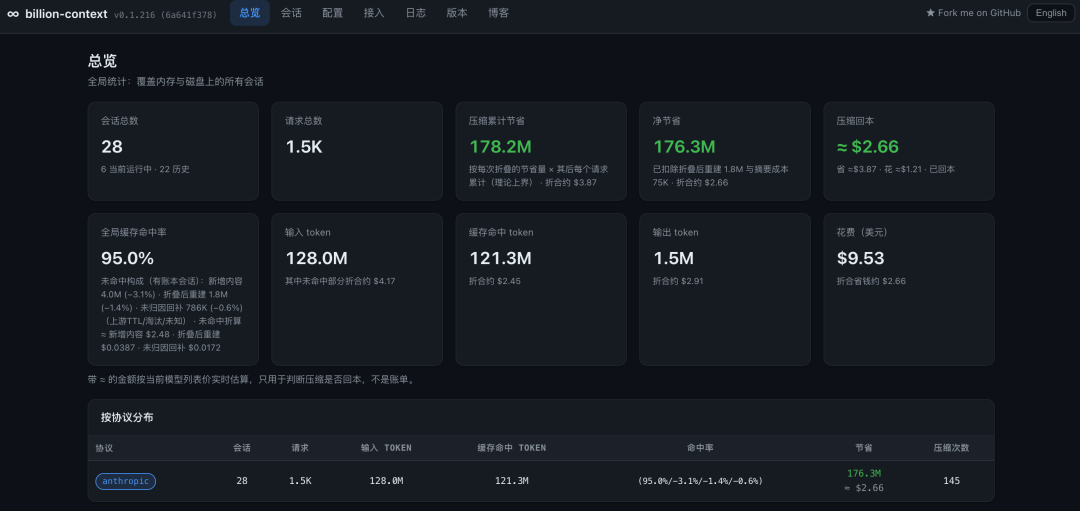 ∞ billion-context v0.1.216 (6a641f378) 总览 会话 配置 接入 日志 版本 博客 ★ Fork me on GitHub English
总览
全局统计：覆盖内存与磁盘上的所有会话
会话总数
28
6 当前运行中 · 22 历史
请求总数
1.5K
压缩累计节省
178.2M
按每次折叠的节省量 × 其后每个请求
累计（理论上界） · 折合约 $3.87
净节省
176.3M
已扣除折叠后重建 1.8M 与摘要成本
75K · 折合约 $2.66
压缩回本
≈ $2.66
省 ≈$3.87 · 花 ≈$1.21 · 已回本
全局缓存命中率
95.0%
未命中构成（有账本会话）：新增内容
4.0M (−3.1%) · 折叠后重建 1.8M
(−1.4%) · 未归因回补 786K (−0.6%)
（上游TTL/淘汰/未知） · 未命中折算
≈ 新增内容 $2.48 · 折叠后重建
$0.0387 · 未归因回补 $0.0172
输入 token
128.0M
其中未命中部分折合约 $4.17
缓存命中 token
121.3M
折合约 $2.45
输出 token
1.5M
折合约 $2.91
花费（美元）
$9.53
折合省钱约 $2.66
带 ≈ 的金额按当前模型列表价实时估算，只用于判断压缩是否回本，不是账单。
按协议分布
协议 会话 请求 输入 TOKEN 缓存命中 TOKEN 命中率 节省 压缩次数
anthropic 28 1.5K 128.0M 121.3M (95.0%/−3.1%/−1.4%/−0.6%) 176.3M 145
≈ $2.66